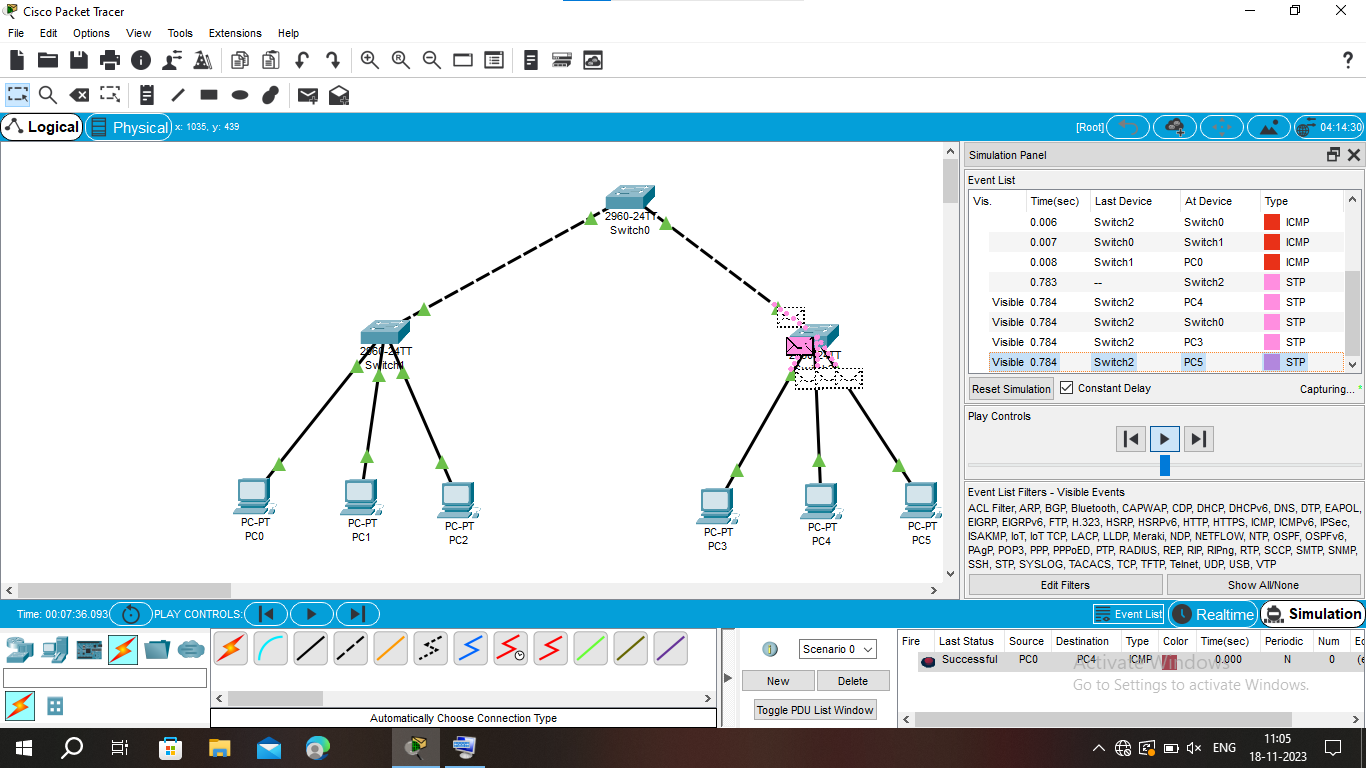 Cisco Packet Tracer
File Edit Options View Tools Extensions Help
Logical Physical x: 1035, y: 439 [Root] 04:14:30
2960-24TT
Switch0
2960-24TT
Switch1
PC-PT
PC0
PC-PT
PC1
PC-PT
PC2
PC-PT
PC3
PC-PT
PC4
PC-PT
PC5
Simulation Panel
Event List
Vis. Time(sec) Last Device At Device Type
0.006 Switch2 Switch0 ICMP
0.007 Switch0 Switch1 ICMP
0.008 Switch1 PC0 ICMP
0.783 -- Switch2 STP
Visible 0.784 Switch2 PC4 STP
Visible 0.784 Switch2 Switch0 STP
Visible 0.784 Switch2 PC3 STP
Visible 0.784 Switch2 PC5 STP
Reset Simulation Constant Delay Capturing... *
Play Controls
Event List Filters - Visible Events
ACL Filter, ARP, BGP, Bluetooth, CAPWAP, CDP, DHCP, DHCPv6, DNS, DTP, EAPOL,
EIGRP, EIGRPv6, FTP, H.323, HSRP, HSRPv6, HTTP, HTTPS, ICMP, ICMPv6, IPSec,
ISAKMP, IoT, IoT TCP, LACP, LLDP, Meraki, NDP, NETFLOW, NTP, OSPF, OSPFv6,
PAgP, POP3, PPP, PPPoED, PTP, RADIUS, REP, RIP, RIPng, RTP, SCCP, SMTP, SNMP,
SSH, STP, SYSLOG, TACACS, TCP, TFTP, Telnet, UDP, USB, VTP
Edit Filters Show All/None
Time: 00:07:36.093 PLAY CONTROLS: Event List Realtime Simulation
Scenario 0
New Delete
Toggle PDU List Window
Fire Last Status Source Destination Type Color Time(sec) Periodic Num
Successful PC0 PC4 ICMP 0.000 N 0
Activate Windows
Go to Settings to activate Windows.
Automatically Choose Connection Type
ENG 11:05
18-11-2023